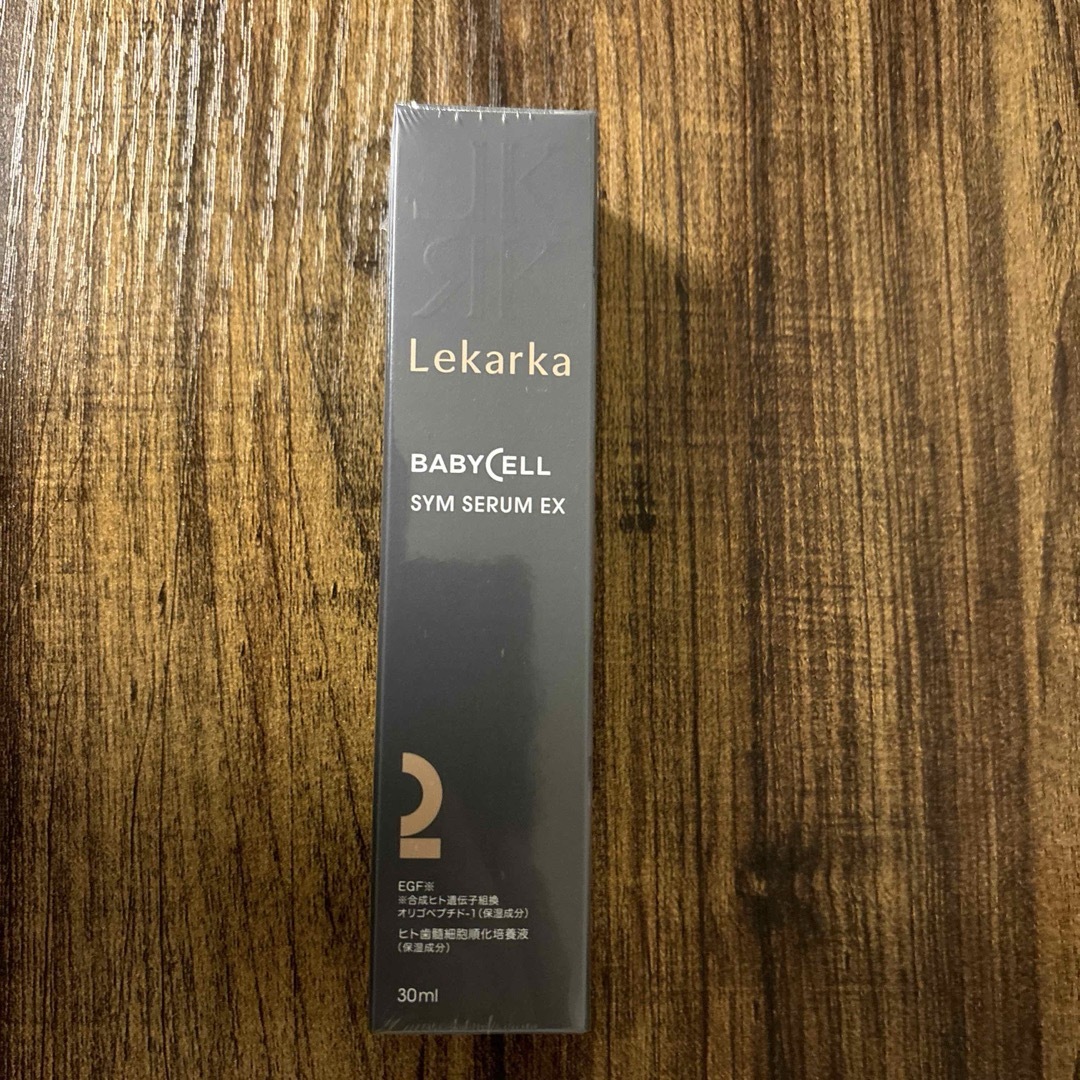 Lekarka
BABYCELL
SYM SERUM EX
2
EGF※
※合成ヒト遺伝子組換
オリゴペプチド-1(保湿成分)
ヒト歯髄細胞順化培養液
(保湿成分)
30ml